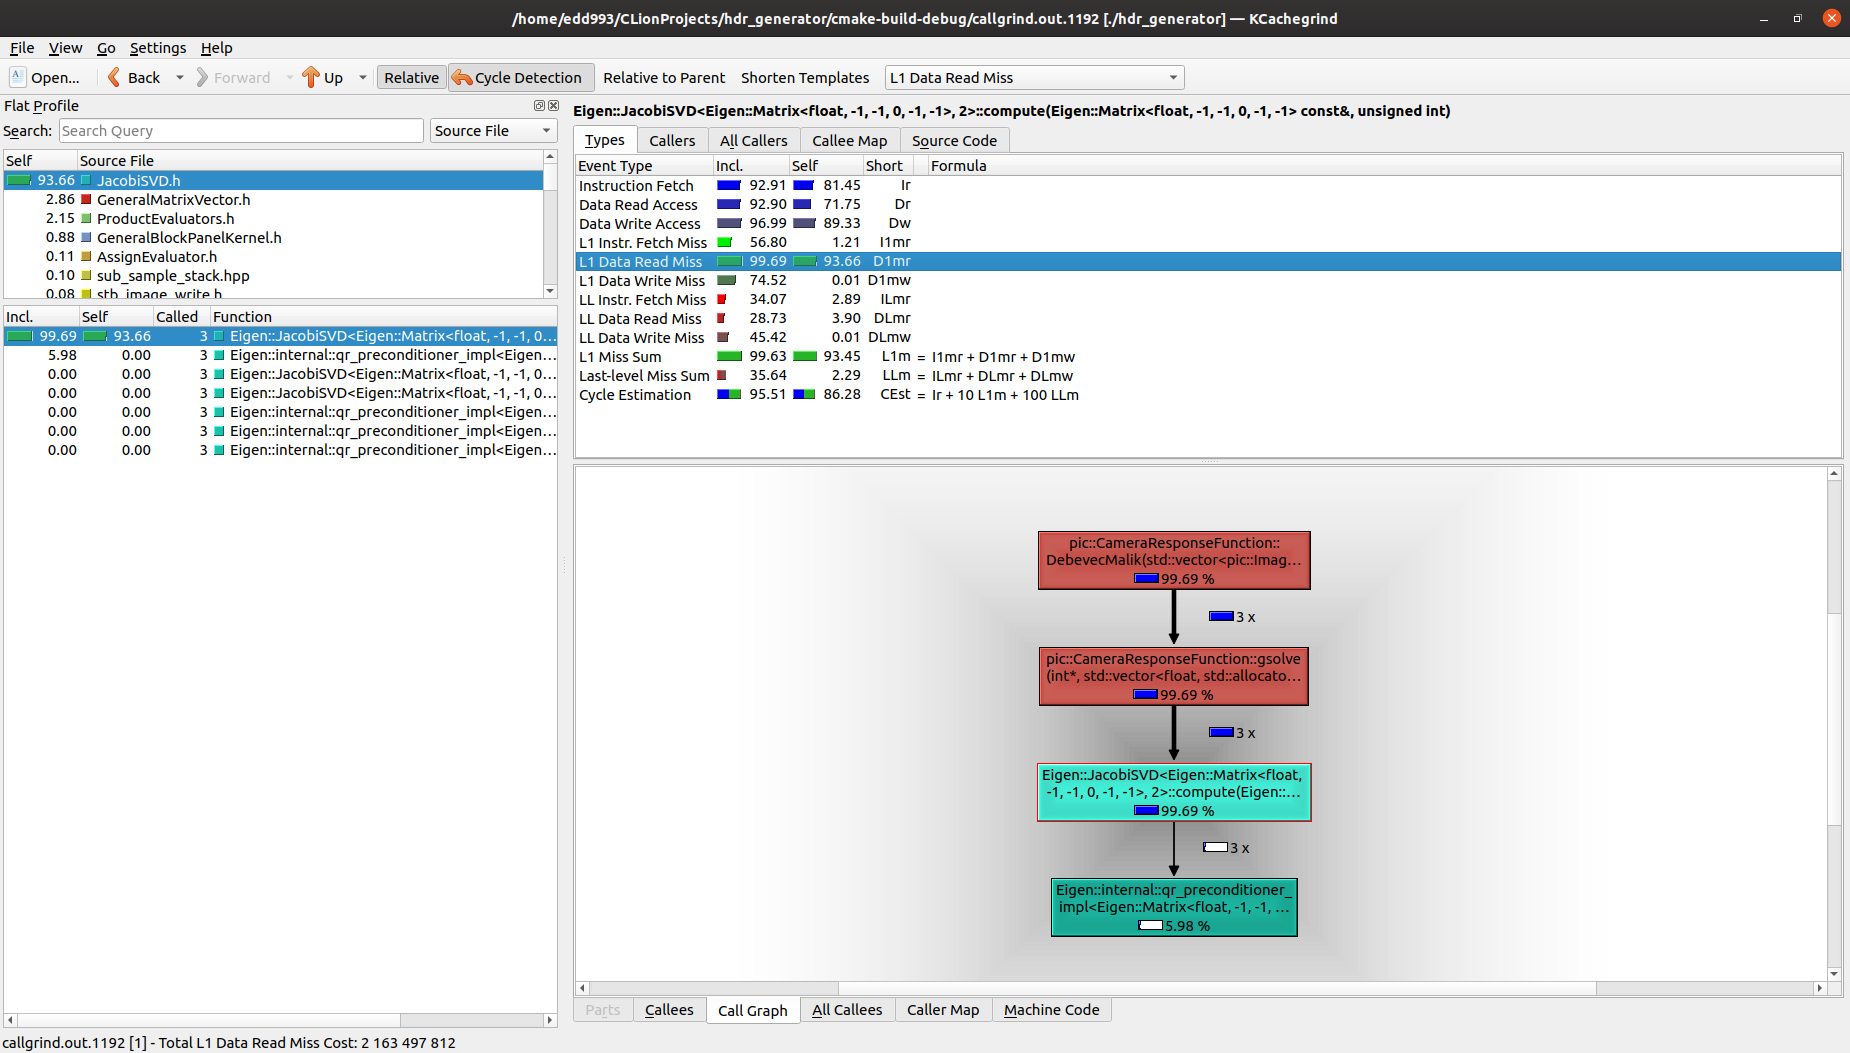 /home/edd993/CLionProjects/hdr_generator/cmake-build-debug/callgrind.out.1192 [./hdr_generator] — KCachegrind
File View Go Settings Help
Open... Back Forward Up Relative Cycle Detection Relative to Parent Shorten Templates L1 Data Read Miss
Flat Profile
Search: Search Query Source File
Self Source File
93.66 JacobiSVD.h
2.86 GeneralMatrixVector.h
2.15 ProductEvaluators.h
0.88 GeneralBlockPanelKernel.h
0.11 AssignEvaluator.h
0.10 sub_sample_stack.hpp
0.08 stb_image_write.h
Incl. Self Called Function
99.69 93.66 3 Eigen::JacobiSVD<Eigen::Matrix<float, -1, -1, 0...
5.98 0.00 3 Eigen::internal::qr_preconditioner_impl<Eigen...
0.00 0.00 3 Eigen::JacobiSVD<Eigen::Matrix<float, -1, -1, 0...
0.00 0.00 3 Eigen::JacobiSVD<Eigen::Matrix<float, -1, -1, 0...
0.00 0.00 3 Eigen::internal::qr_preconditioner_impl<Eigen...
0.00 0.00 3 Eigen::internal::qr_preconditioner_impl<Eigen...
0.00 0.00 3 Eigen::internal::qr_preconditioner_impl<Eigen...
Eigen::JacobiSVD<Eigen::Matrix<float, -1, -1, 0, -1, -1>, 2>::compute(Eigen::Matrix<float, -1, -1, 0, -1, -1> const&, unsigned int)
Types Callers All Callers Callee Map Source Code
Event Type Incl. Self Short Formula
Instruction Fetch 92.91 81.45 Ir
Data Read Access 92.90 71.75 Dr
Data Write Access 96.99 89.33 Dw
L1 Instr. Fetch Miss 56.80 1.21 I1mr
L1 Data Read Miss 99.69 93.66 D1mr
L1 Data Write Miss 74.52 0.01 D1mw
LL Instr. Fetch Miss 34.07 2.89 ILmr
LL Data Read Miss 28.73 3.90 DLmr
LL Data Write Miss 45.42 0.01 DLmw
L1 Miss Sum 99.63 93.45 L1m = I1mr + D1mr + D1mw
Last-level Miss Sum 35.64 2.29 LLm = ILmr + DLmr + DLmw
Cycle Estimation 95.51 86.28 CEst = Ir + 10 L1m + 100 LLm
pic::CameraResponseFunction::
DebevecMalik(std::vector<pic::Imag...
99.69 %
3 x
pic::CameraResponseFunction::gsolve
(int*, std::vector<float, std::allocato...
99.69 %
3 x
Eigen::JacobiSVD<Eigen::Matrix<float,
-1, -1, 0, -1, -1>, 2>::compute(Eigen::...
99.69 %
3 x
Eigen::internal::qr_preconditioner_
impl<Eigen::Matrix<float, -1, -1, ...
5.98 %
Parts Callees Call Graph All Callees Caller Map Machine Code
callgrind.out.1192 [1] - Total L1 Data Read Miss Cost: 2 163 497 812